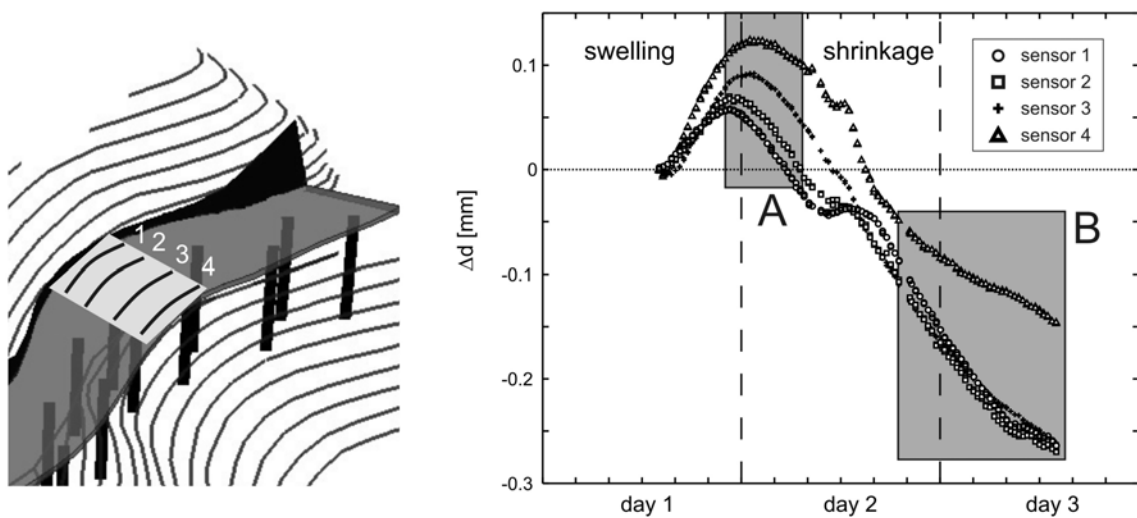 1
2
3
4
swelling
shrinkage
sensor 1
sensor 2
sensor 3
sensor 4
A
B
Δd [mm]
0.1
0
-0.1
-0.2
-0.3
day 1
day 2
day 3